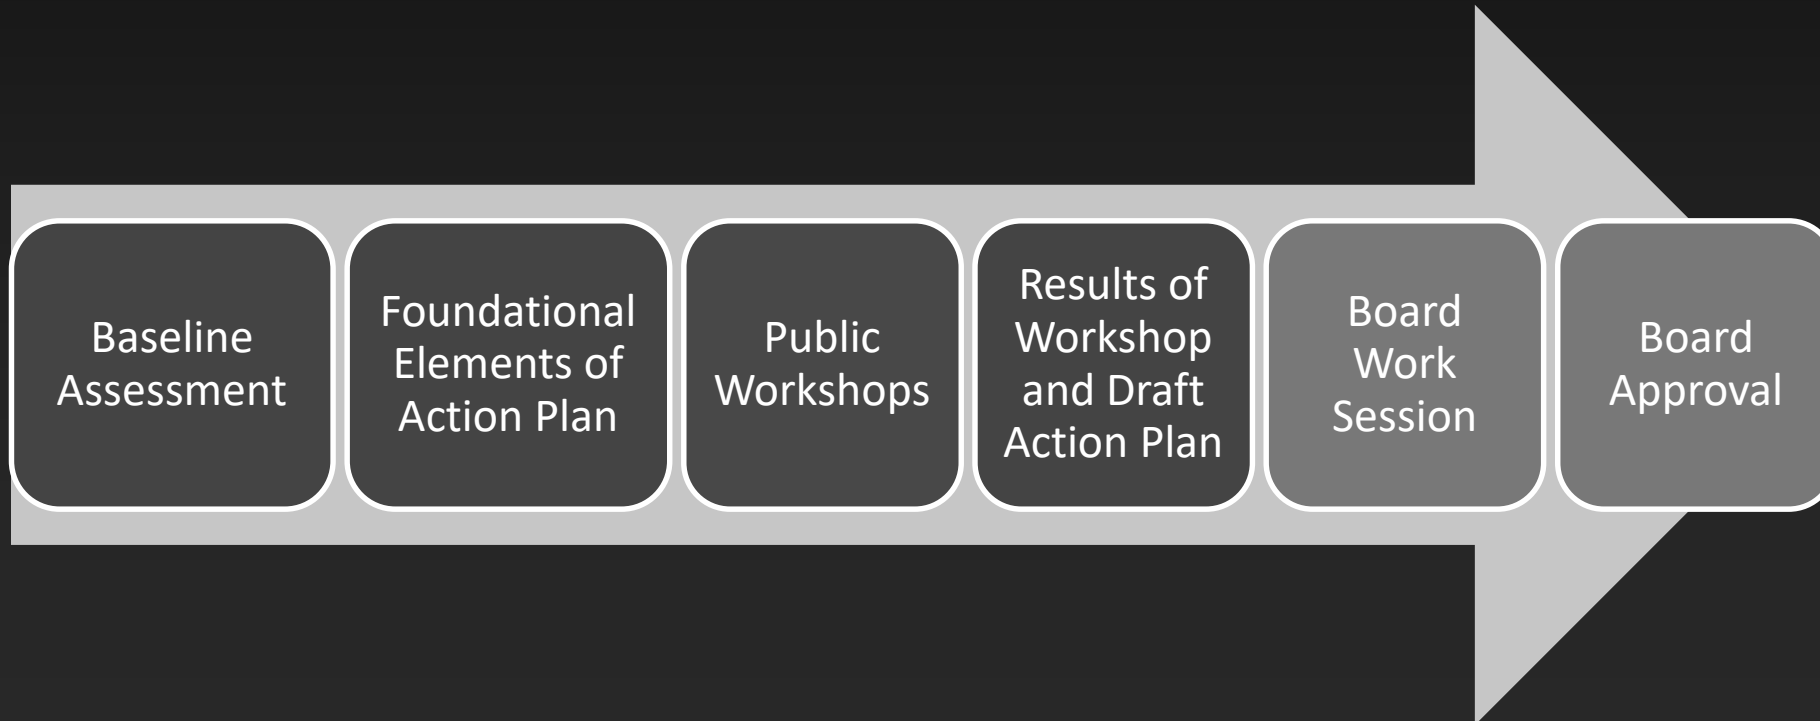 Baseline
Assessment
Foundational
Elements of
Action Plan
Public
Workshops
Results of
Workshop
and Draft
Action Plan
Board
Work
Session
Board
Approval